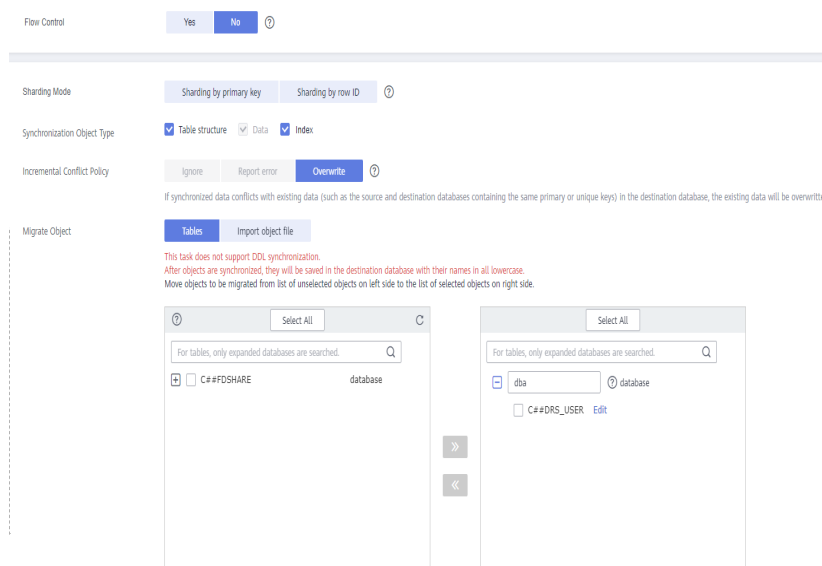 Flow Control Yes No ?
Sharding Mode Sharding by primary key Sharding by row ID ?
Synchronization Object Type Table structure Data Index
Incremental Conflict Policy Ignore Report error Overwrite ?
If synchronized data conflicts with existing data (such as the source and destination databases containing the same primary or unique keys) in the destination database, the existing data will be overwritte
Migrate Object Tables Import object file
This task does not support DDL synchronization.
After objects are synchronized, they will be saved in the destination database with their names in all lowercase.
Move objects to be migrated from list of unselected objects on left side to the list of selected objects on right side.
? Select All
For tables, only expanded databases are searched.
C##FDSHARE database
Select All
For tables, only expanded databases are searched.
dba ? database
C##DRS_USER Edit